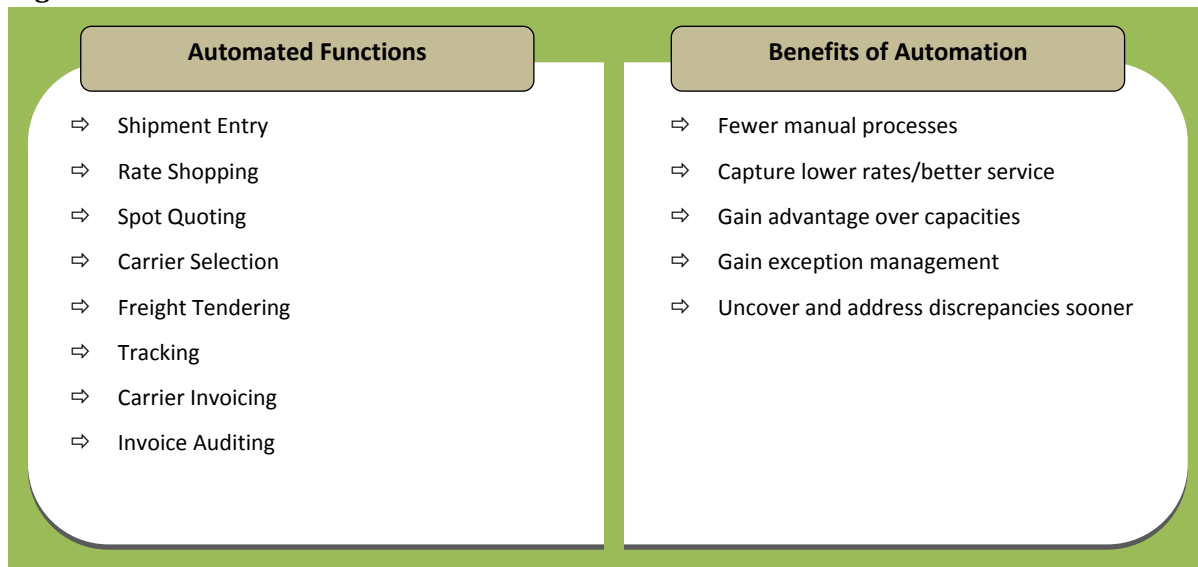 Automated Functions
Shipment Entry
Rate Shopping
Spot Quoting
Carrier Selection
Freight Tendering
Tracking
Carrier Invoicing
Invoice Auditing
Benefits of Automation
Fewer manual processes
Capture lower rates/better service
Gain advantage over capacities
Gain exception management
Uncover and address discrepancies sooner